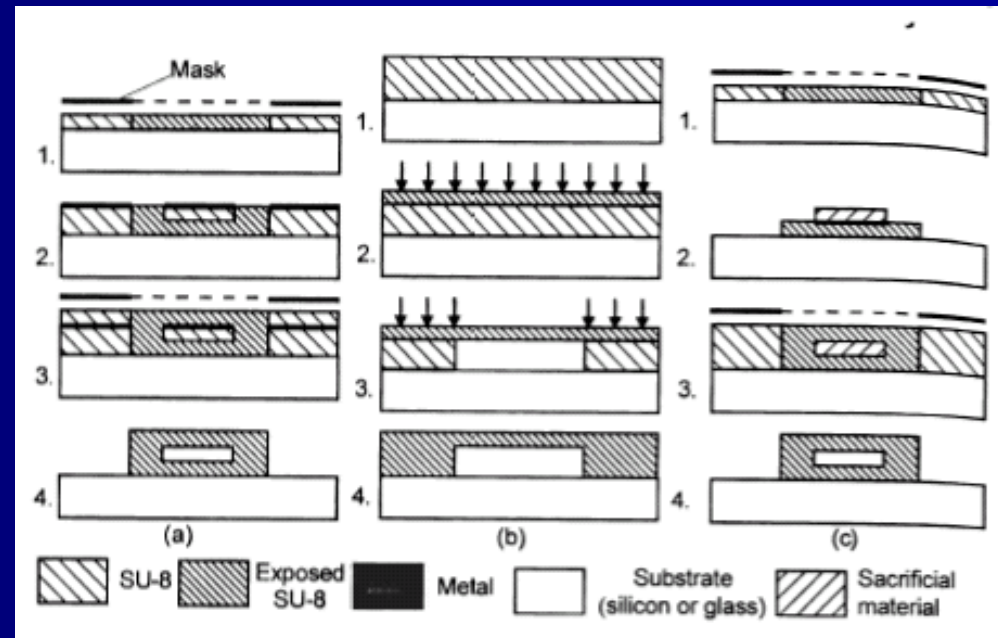 Mask
1.
1.
1.
2.
2.
2.
3.
3.
3.
4.
4.
4.
(a)
(b)
(c)
SU-8
Exposed
SU-8
Metal
Substrate
(silicon or glass)
Sacrificial
material